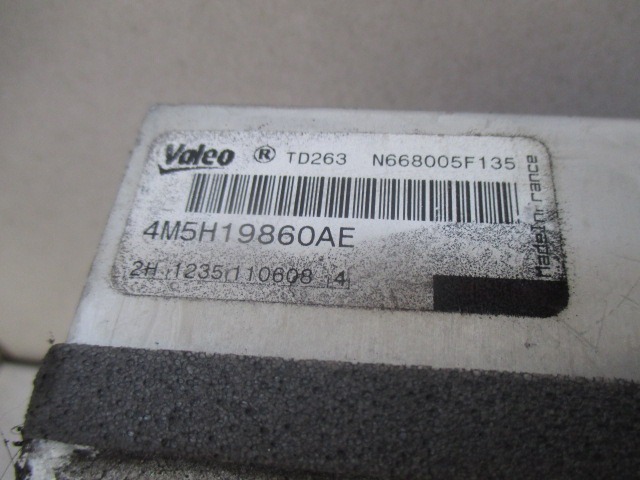 Valeo ® TD263 N668005F135
4M5H19860AE
2H 1235 110608 4
Made In France